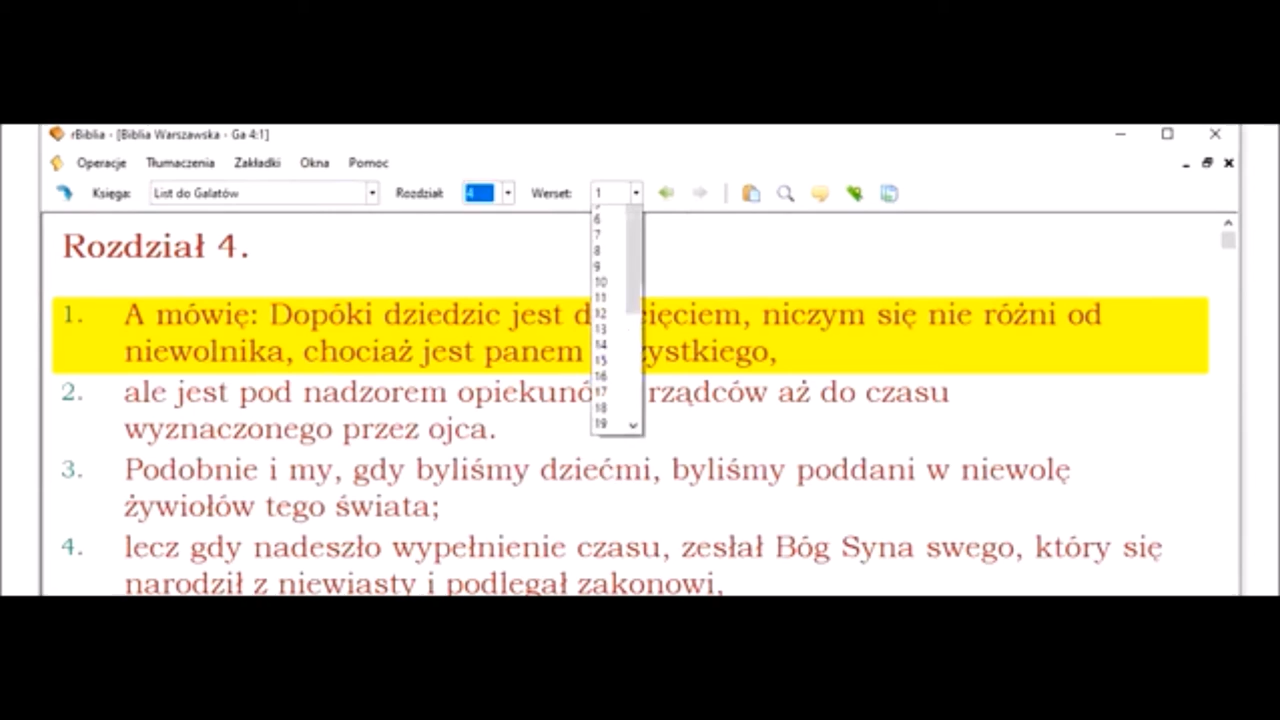 rBiblia - [Biblia Warszawska - Ga 4:1]
Operacje Tłumaczenia Zakładki Okna Pomoc
Księga: List do Galatów Rozdział: 4 Werset: 1
6
7
8
9
10
11
12
13
14
15
16
17
18
19
Rozdział 4.
1. A mówię: Dopóki dziedzic jest niczym się nie różni od
niewolnika, chociaż jest panem
2. ale jest pod nadzorem rządców aż do czasu
wyznaczonego przez ojca.
3. Podobnie i my, gdy byliśmy dziećmi, byliśmy poddani w niewolę
żywiołów tego świata;
4. lecz gdy nadeszło wypełnienie czasu, zesłał Bóg Syna swego, który się
narodził z niewiasty i podlegał zakonowi,